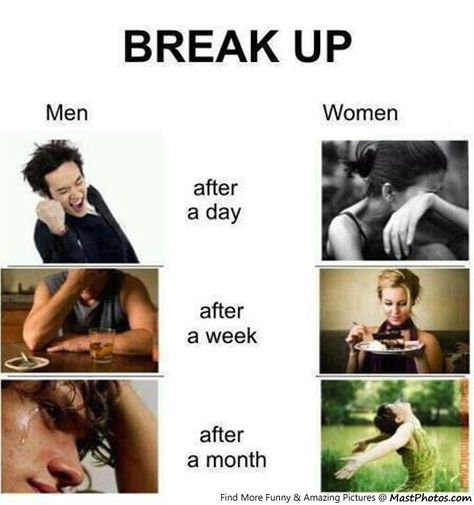 BREAK UP
Men
Women
after
a day
after
a week
after
a month
Find More Funny & Amazing Pictures @ MastPhotos.com